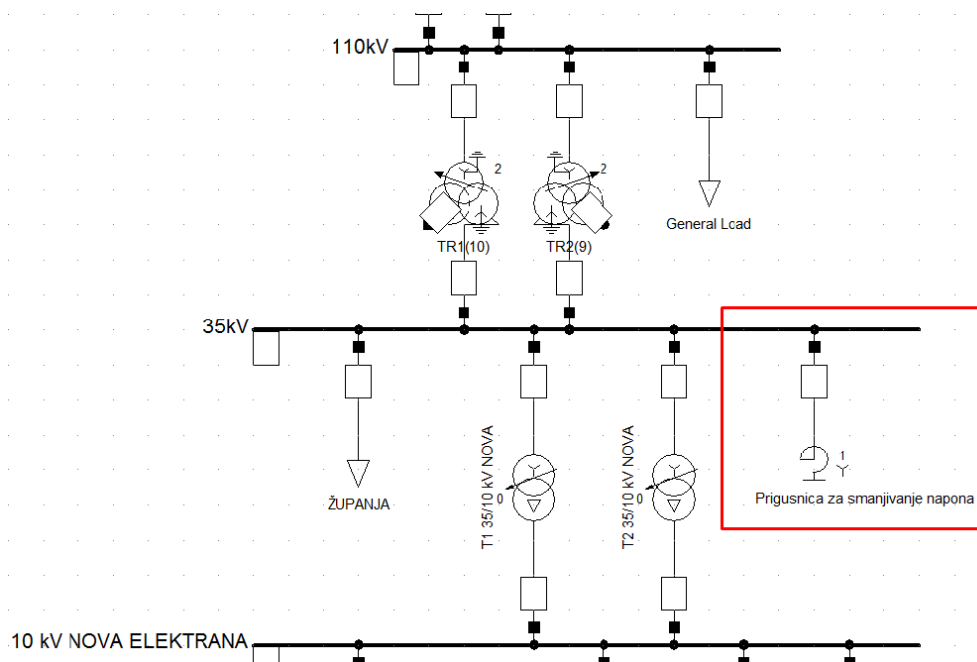 110kV
2
2
General Load
TR1(10)
TR2(9)
35kV
T1 35/10 kV NOVA
0
T2 35/10 kV NOVA
0
1
ŽUPANJA
Prigusnica za smanjivanje napona
10 kV NOVA ELEKTRANA